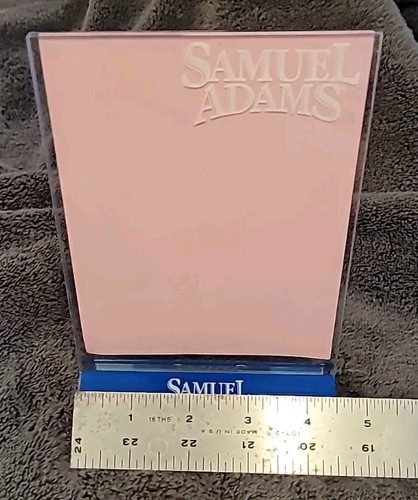 SAMUEL
ADAMS
SAMUEL
1 16THS 2 3 4 5
MADE IN U.S.A.
24 23 22 21 20 19